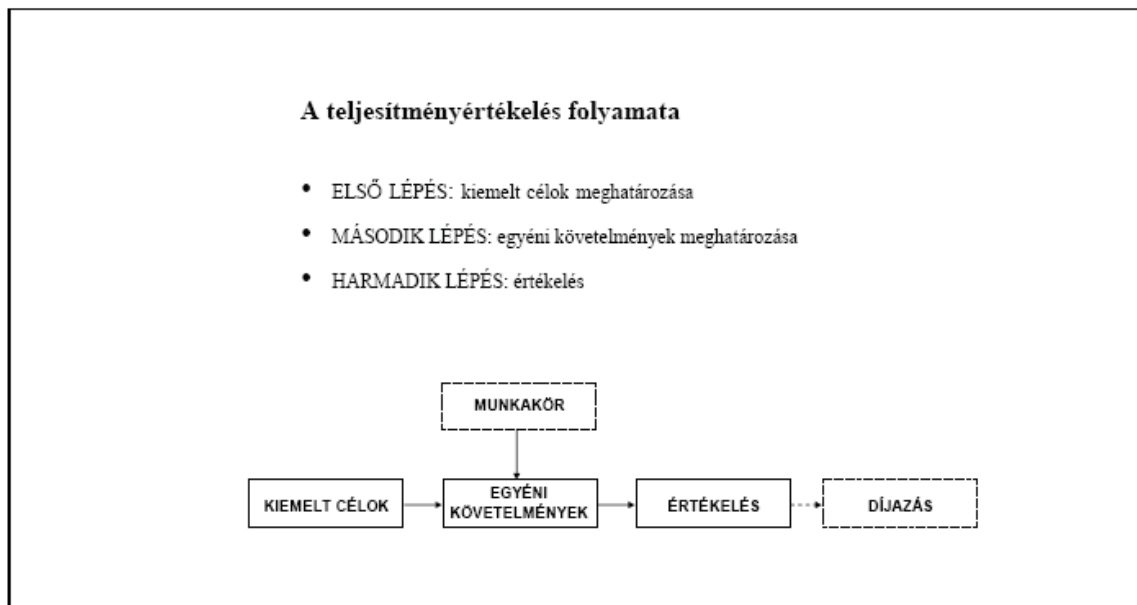 A teljesítményértékelés folyamata
• ELSŐ LÉPÉS: kiemelt célok meghatározása
• MÁSODIK LÉPÉS: egyéni követelmények meghatározása
• HARMADIK LÉPÉS: értékelés
MUNKAKÖR
KIEMELT CÉLOK
EGYÉNI
KÖVETELMÉNYEK
ÉRTÉKELÉS
DÍJAZÁS